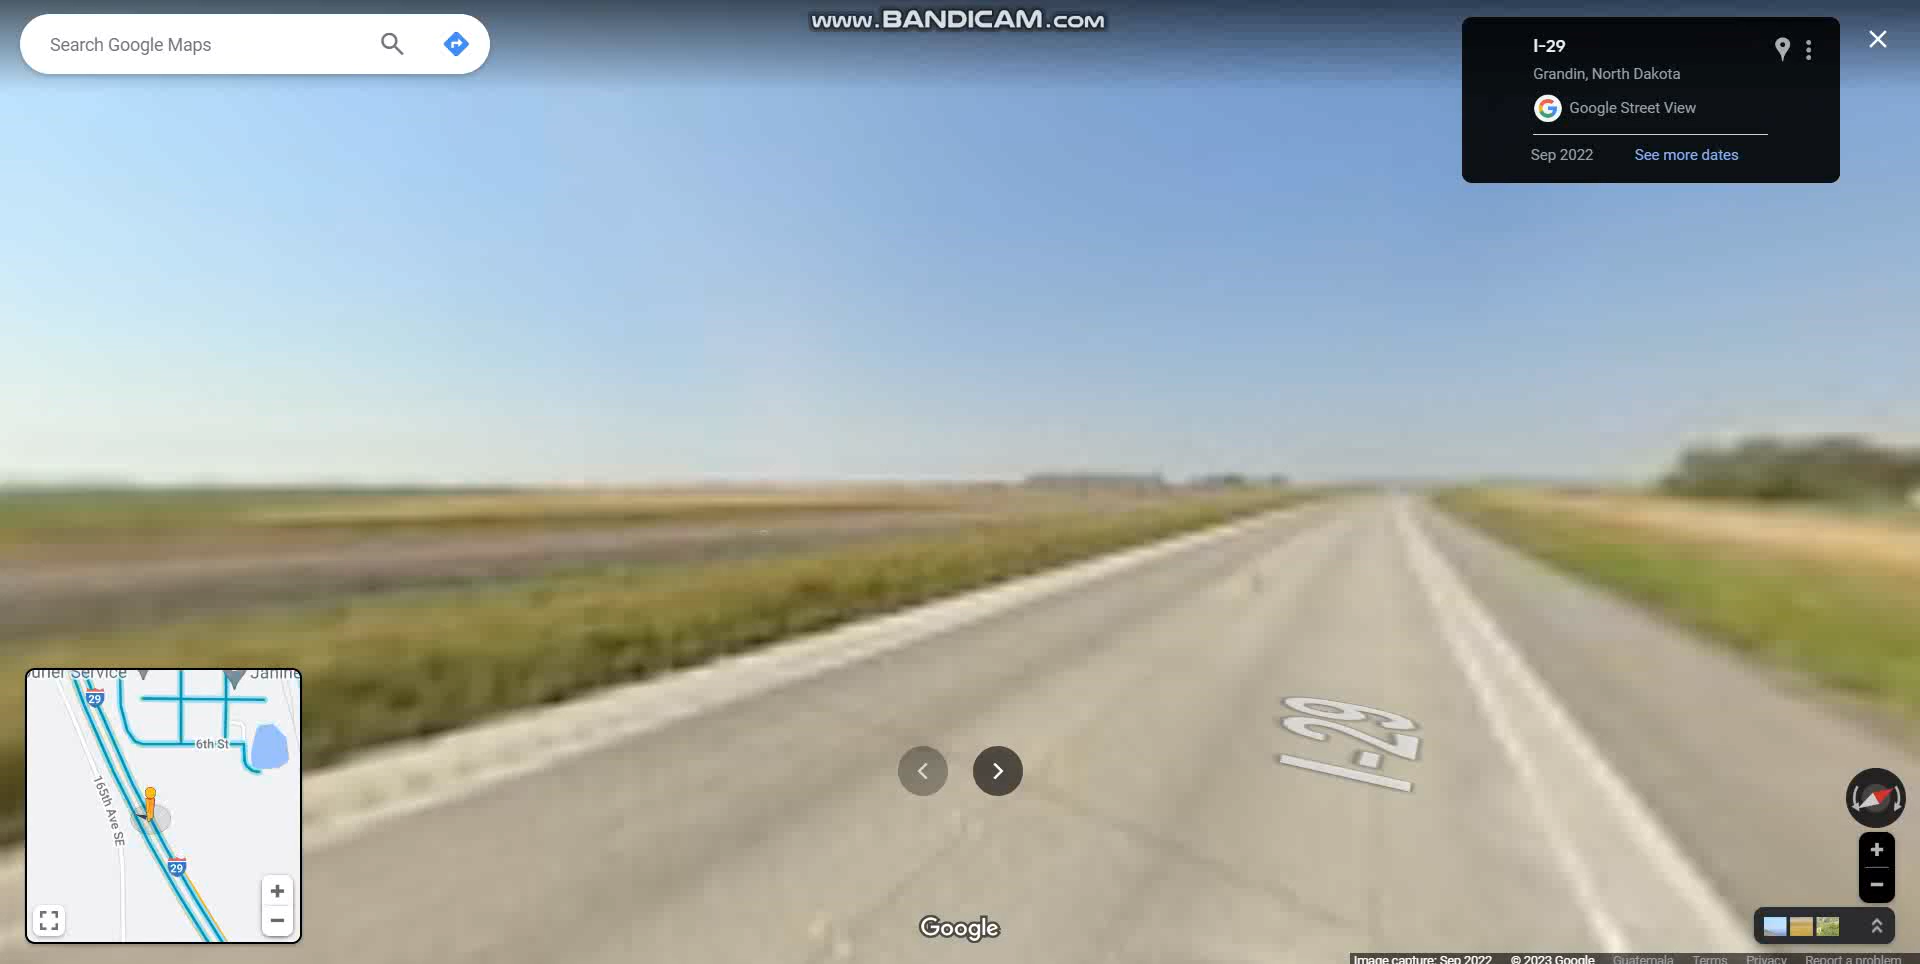 www.BANDICAM.com
Search Google Maps
I-29
Grandin, North Dakota
Google Street View
Sep 2022
See more dates
I-29
Service
29
6th St
165th Ave SE
29
Google
Image capture: Sep 2022 © 2023 Google Guatemala Terms Privacy Report a problem